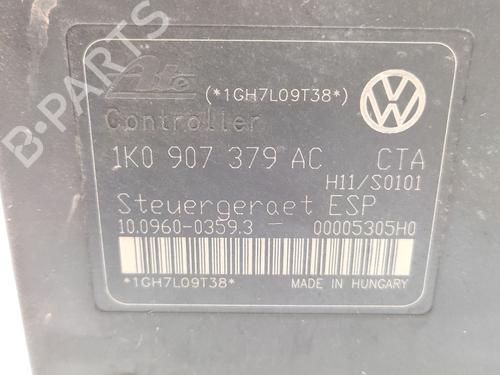 B-PARTS
Ate (*1GH7L09T38*)
Controller
1K0 907 379 AC CTA
H11/S0101
Steuergeraet ESP
10.0960-0359.3 00005305H0
*1GH7L09T38* MADE IN HUNGARY